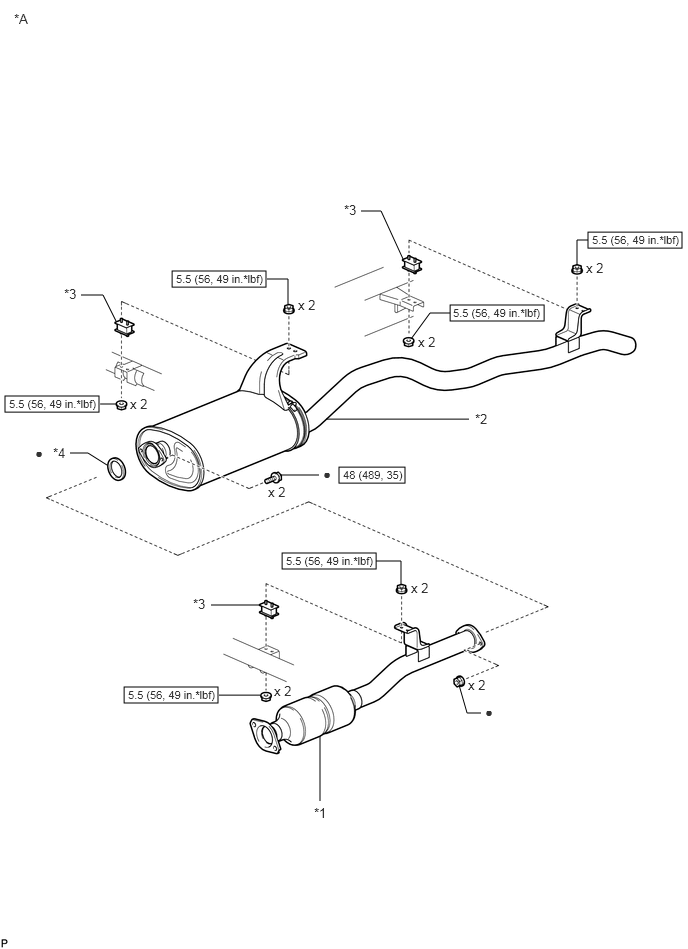 *A
*3
5.5 (56, 49 in.*lbf)
x 2
5.5 (56, 49 in.*lbf)
x 2
*3
5.5 (56, 49 in.*lbf)
x 2
5.5 (56, 49 in.*lbf)
x 2
*2
● *4
● 48 (489, 35)
x 2
5.5 (56, 49 in.*lbf)
x 2
*3
5.5 (56, 49 in.*lbf)
x 2
x 2
●
*1
P